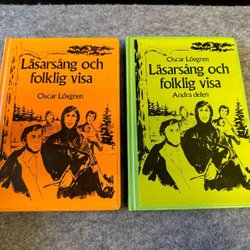 Läsarsång och
folklig visa
Oscar Lövgren
Oscar Lövgren
Läsarsång och
folklig visa
Andra delen